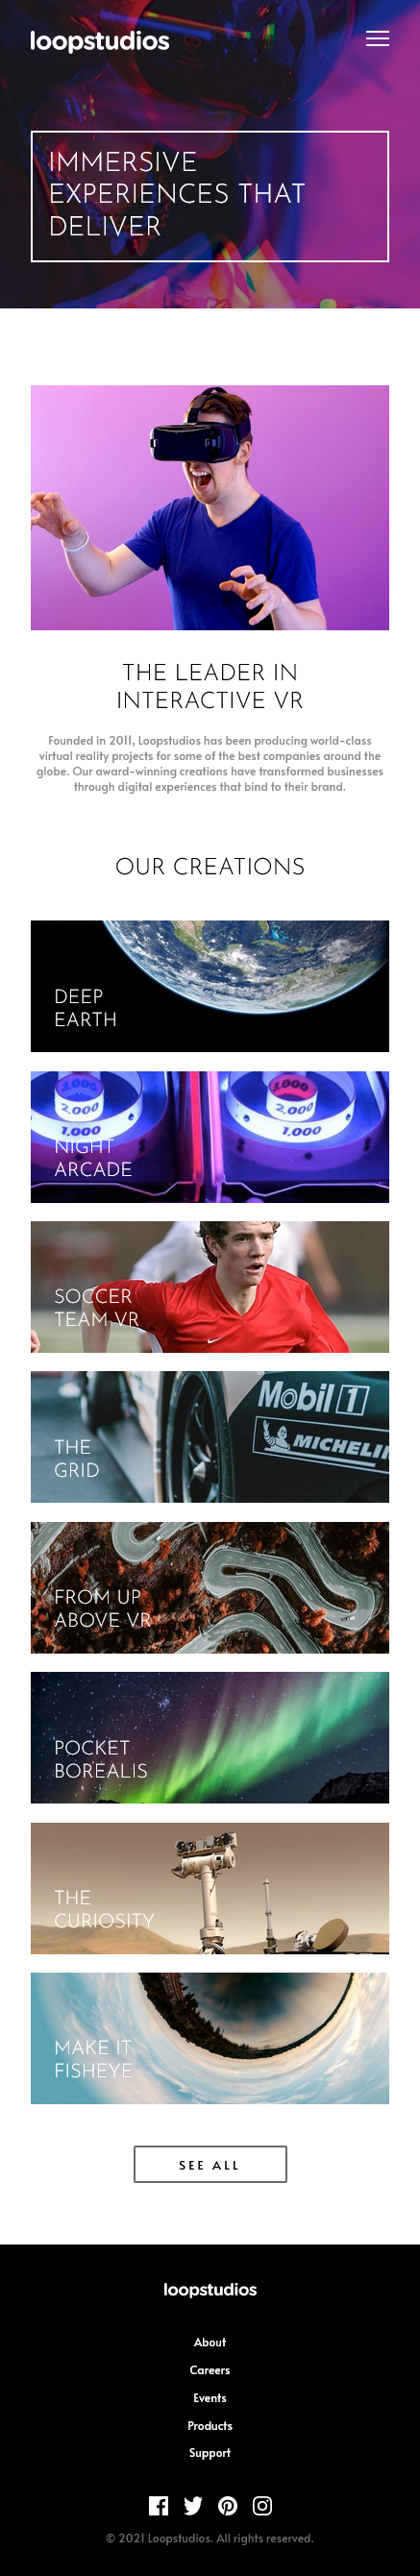 loopstudios
IMMERSIVE
EXPERIENCES THAT
DELIVER
THE LEADER IN
INTERACTIVE VR
Founded in 2011, Loopstudios has been producing world-class
virtual reality projects for some of the best companies around the
globe. Our award-winning creations have transformed businesses
through digital experiences that bind to their brand.
OUR CREATIONS
DEEP
EARTH
3,000 3,000
2,000 2,000
1,000 1,000
NIGHT
ARCADE
SOCCER
TEAM VR
Mobil 1
MICHELIN
THE
GRID
FROM UP
ABOVE VR
POCKET
BOREALIS
THE
CURIOSITY
MAKE IT
FISHEYE
SEE ALL
loopstudios
About
Careers
Events
Products
Support
© 2021 Loopstudios. All rights reserved.